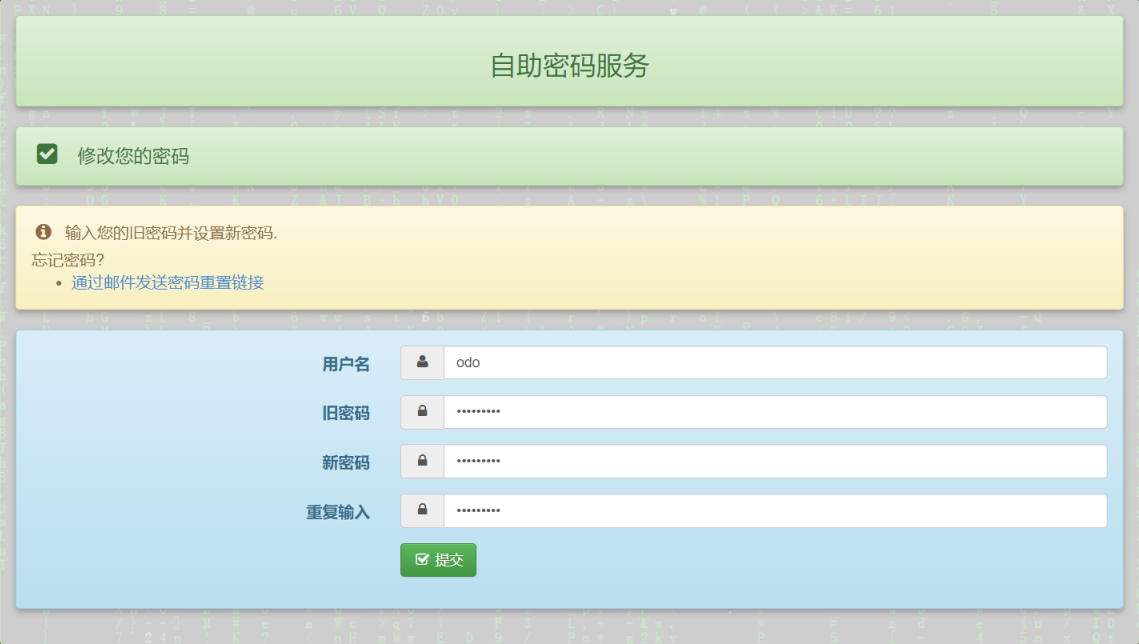 自助密码服务
修改您的密码
输入您的旧密码并设置新密码.
忘记密码?
通过邮件发送密码重置链接
用户名
odo
旧密码
•••••••••
新密码
•••••••••
重复输入
•••••••••
提交